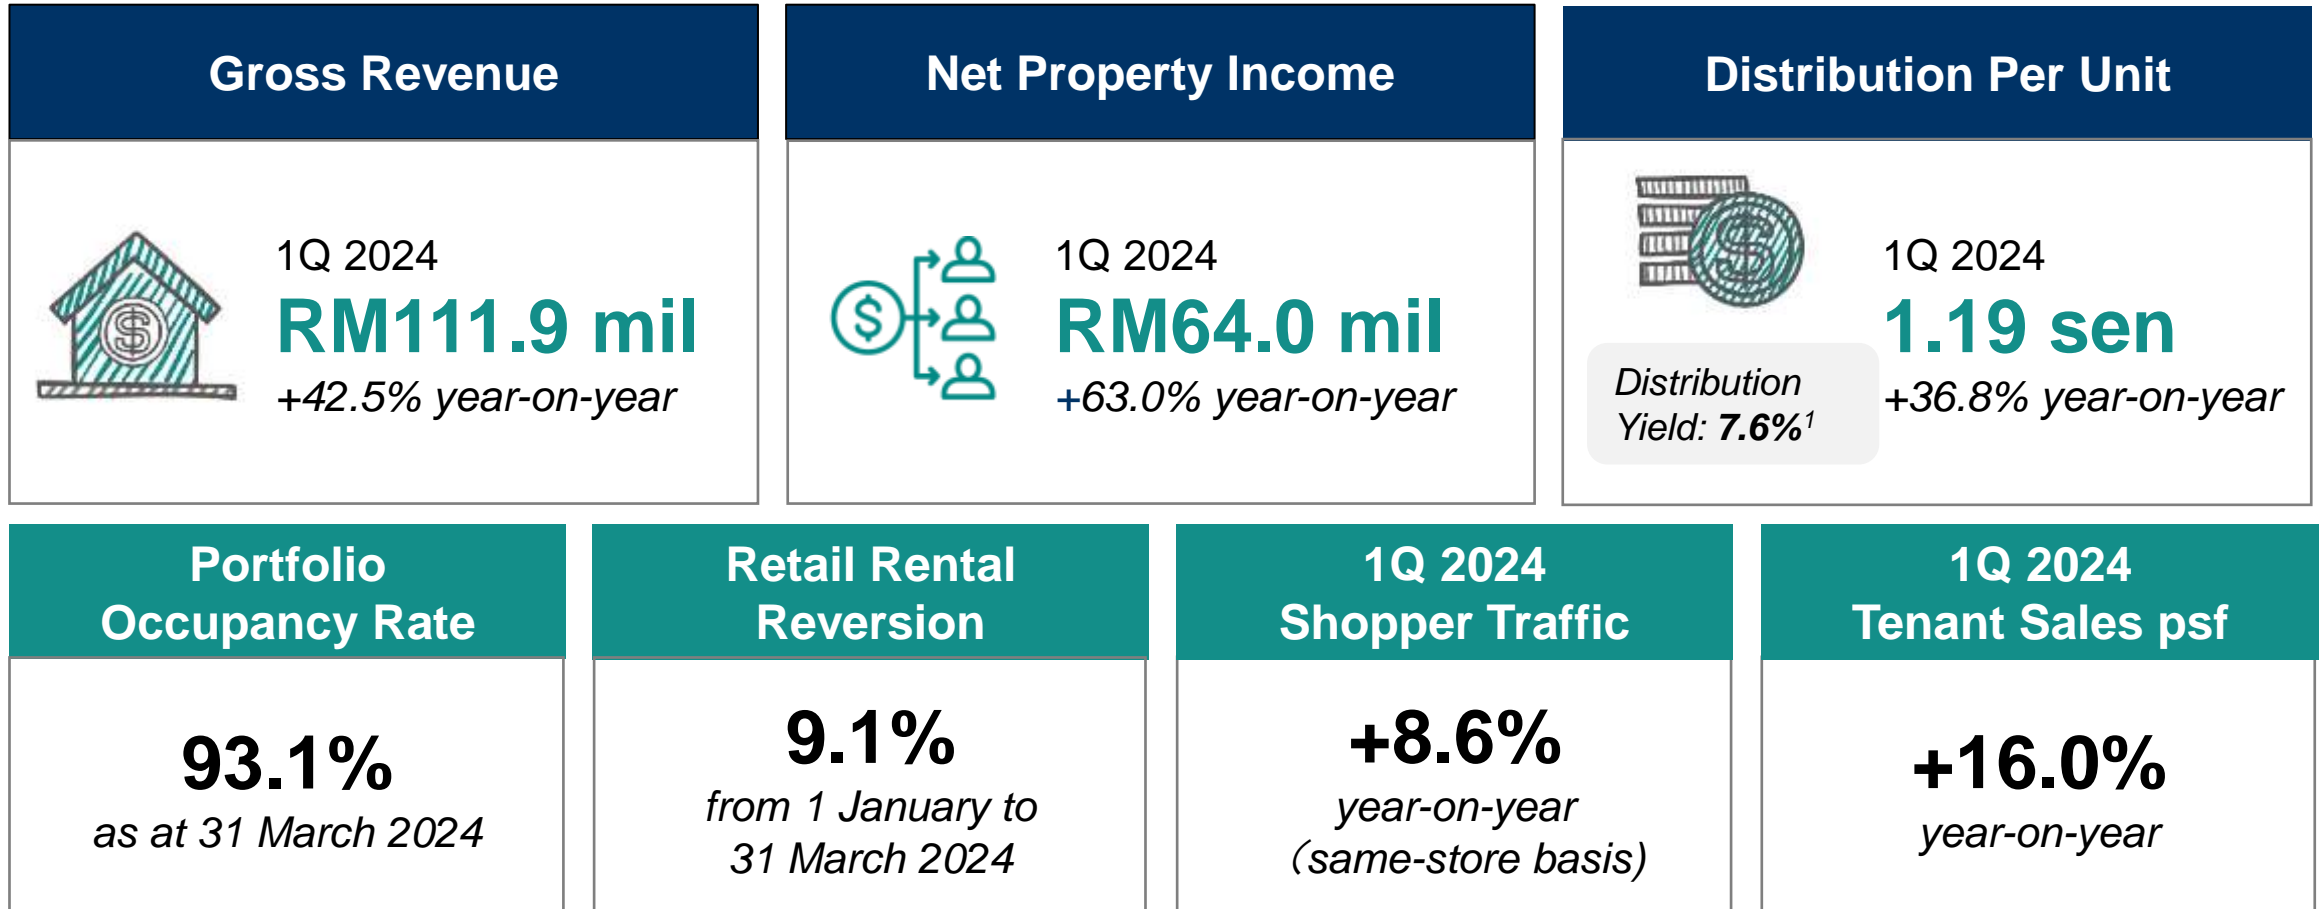 Gross Revenue
1Q 2024
RM111.9 mil
+42.5% year-on-year
Net Property Income
1Q 2024
RM64.0 mil
+63.0% year-on-year
Distribution Per Unit
1Q 2024
1.19 sen
+36.8% year-on-year
Distribution
Yield: 7.6%¹
Portfolio
Occupancy Rate
93.1%
as at 31 March 2024
Retail Rental
Reversion
9.1%
from 1 January to
31 March 2024
1Q 2024
Shopper Traffic
+8.6%
year-on-year
（same-store basis)
1Q 2024
Tenant Sales psf
+16.0%
year-on-year